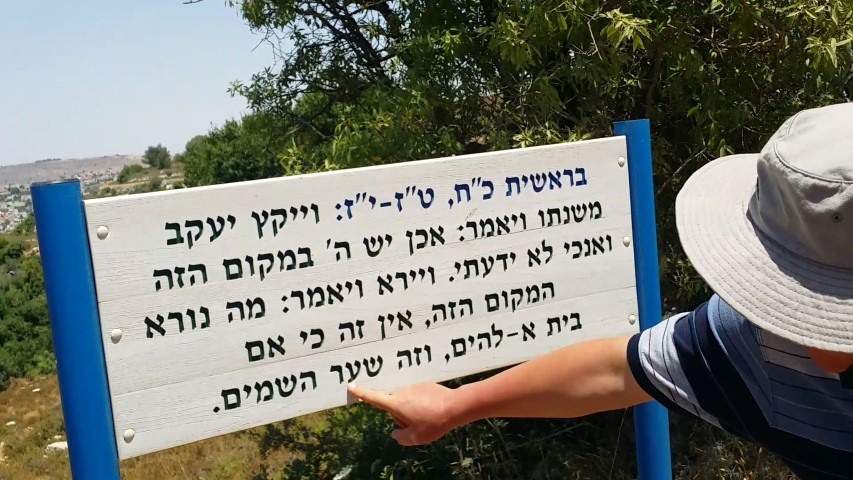 בראשית כ"ח, ט"ז-י"ז: וייקץ יעקב
משנתו ויאמר: אכן יש ה' במקום הזה
ואנכי לא ידעתי. ויירא ויאמר: מה נורא
המקום הזה, אין זה כי אם
בית א-להים, וזה שער השמים.